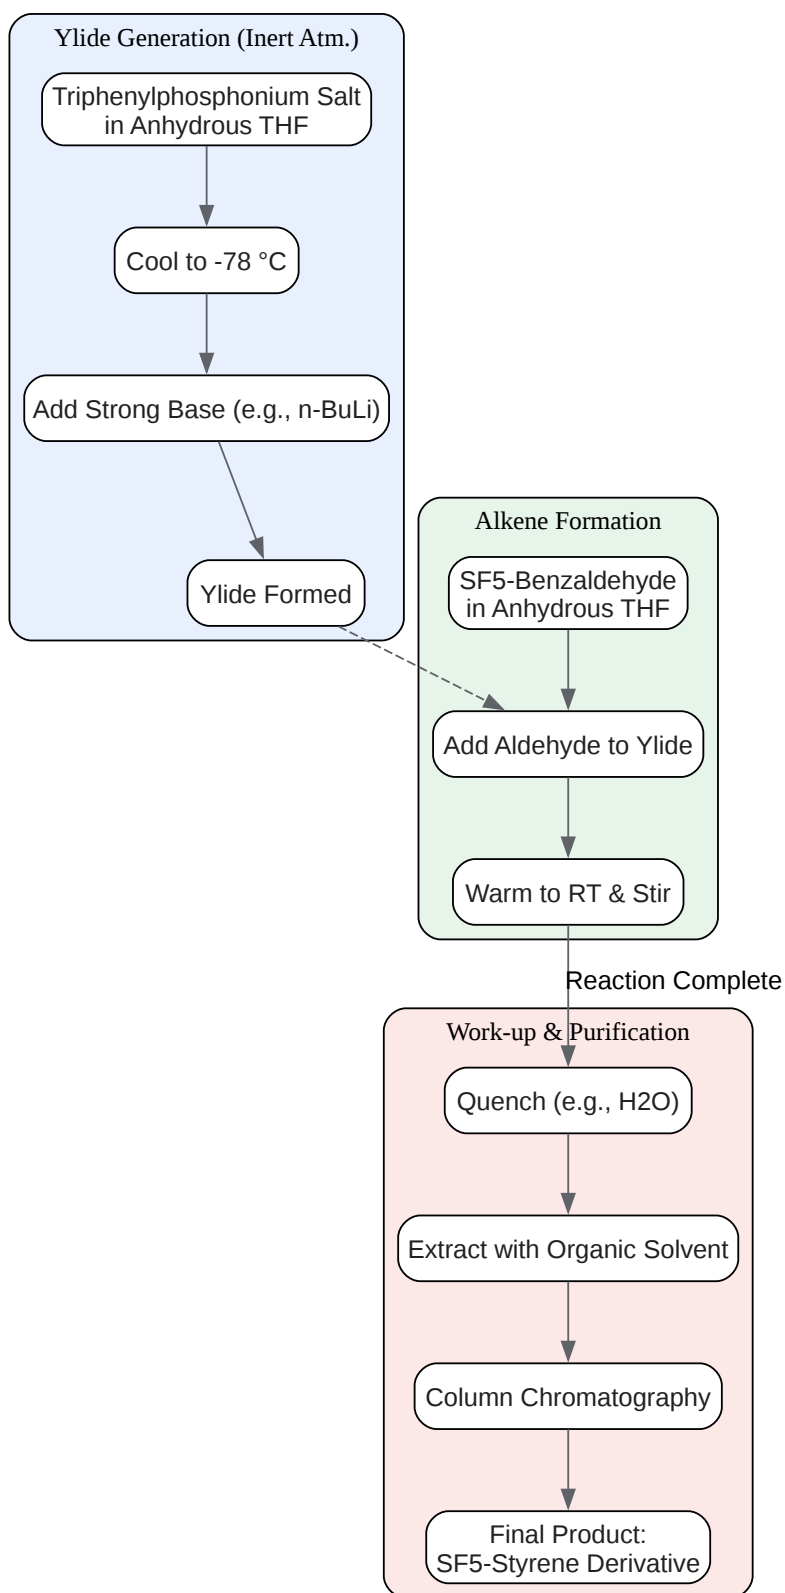 Ylide Generation (Inert Atm.)
Triphenylphosphonium Salt
in Anhydrous THF
Cool to -78 °C
Add Strong Base (e.g., n-BuLi)
Ylide Formed
Alkene Formation
SF5-Benzaldehyde
in Anhydrous THF
Add Aldehyde to Ylide
Warm to RT & Stir
Reaction Complete
Work-up & Purification
Quench (e.g., H2O)
Extract with Organic Solvent
Column Chromatography
Final Product:
SF5-Styrene Derivative